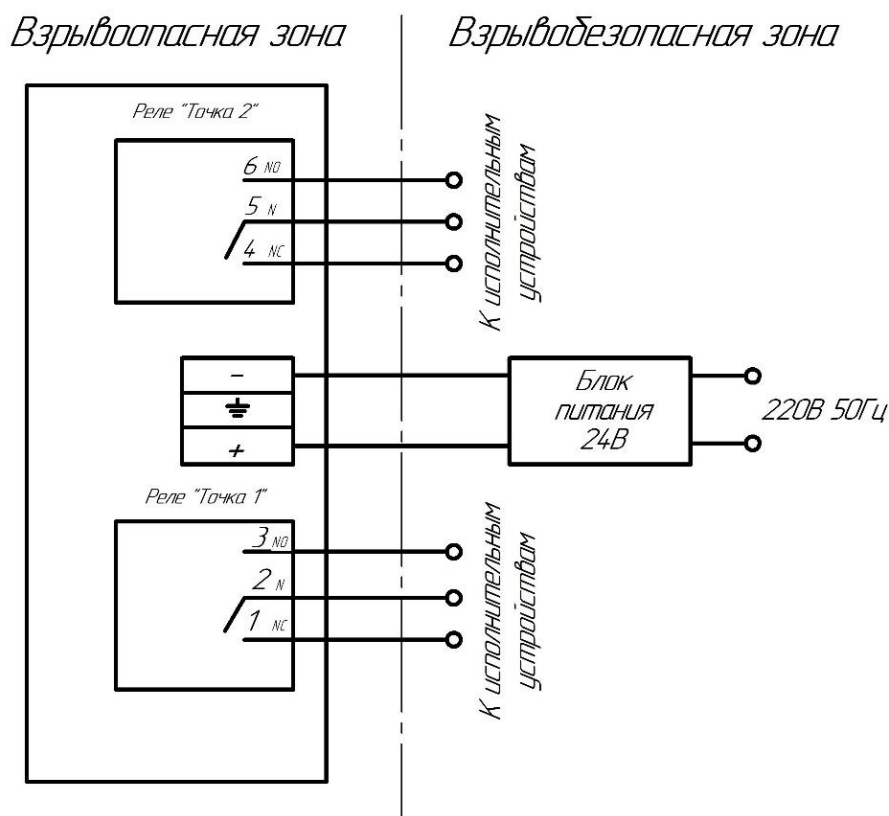 Взрывоопасная зона
Взрывобезопасная зона
Реле "Точка 2"
6 NO
5 N
4 NC
К исполнительным
устройствам
-
+
Блок
питания
24В
220В 50Гц
Реле "Точка 1"
3 NO
2 N
1 NC
К исполнительным
устройствам